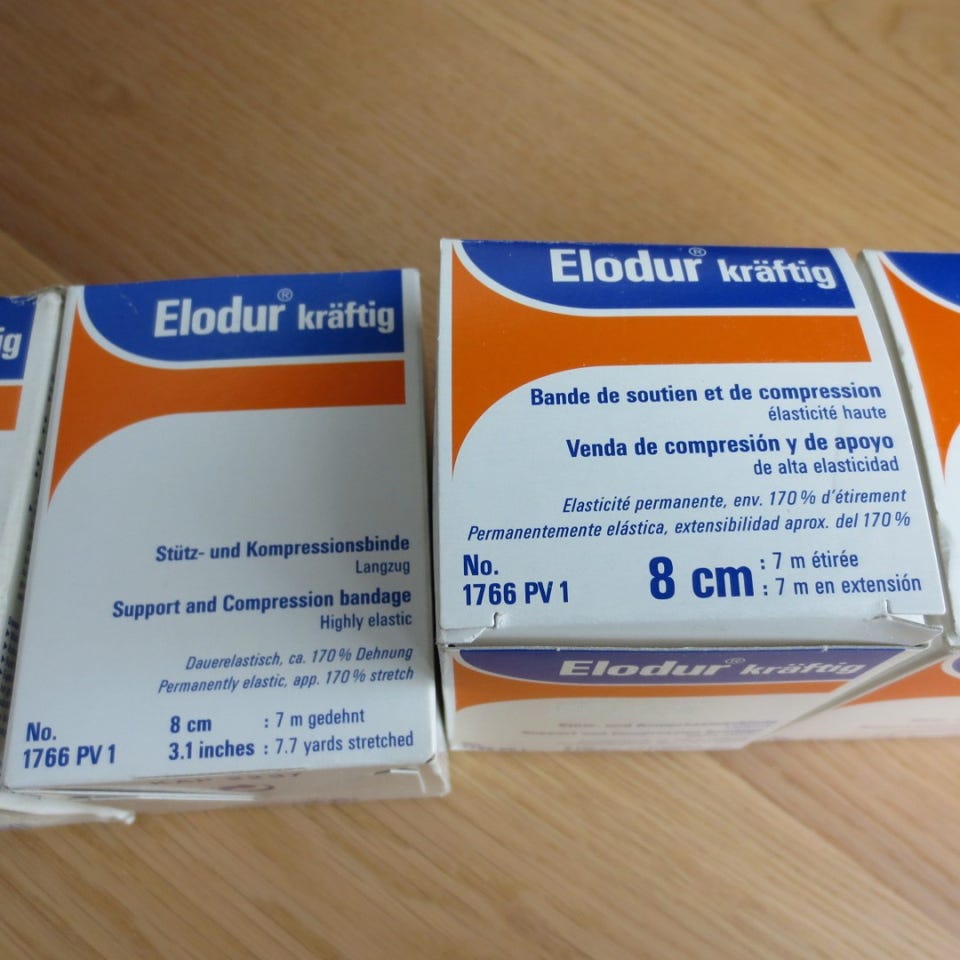 ig
Elodur® kräftig
Stütz- und Kompressionsbinde
Langzug
Support and Compression bandage
Highly elastic
Dauerelastisch, ca. 170 % Dehnung
Permanently elastic, app. 170 % stretch
No.
1766 PV 1
8 cm : 7 m gedehnt
3.1 inches : 7.7 yards stretched
Elodur® kräftig
Bande de soutien et de compression
élasticité haute
Venda de compresión y de apoyo
de alta elasticidad
Elasticité permanente, env. 170 % d'étirement
Permanentemente elástica, extensibilidad aprox. del 170 %
No.
1766 PV 1
8 cm : 7 m étirée
: 7 m en extensión
Elodur® kräftig